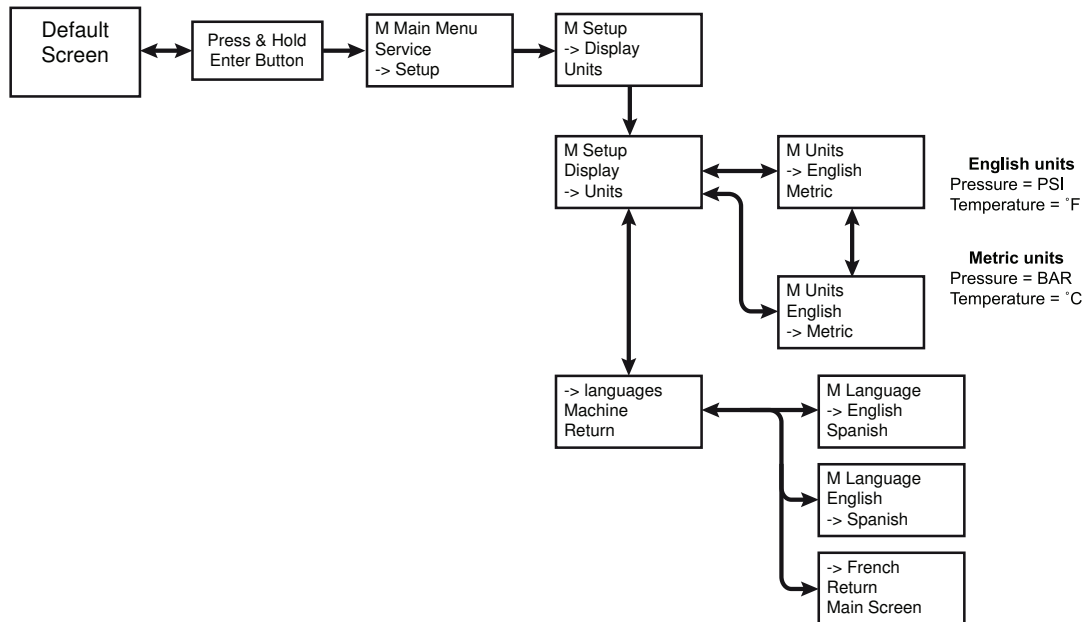 Default
Screen
Press & Hold
Enter Button
M Main Menu
Service
-> Setup
M Setup
-> Display
Units
M Setup
Display
-> Units
M Units
-> English
Metric
English units
Pressure = PSI
Temperature = ˚F
M Units
English
-> Metric
Metric units
Pressure = BAR
Temperature = ˚C
-> languages
Machine
Return
M Language
-> English
Spanish
M Language
English
-> Spanish
-> French
Return
Main Screen